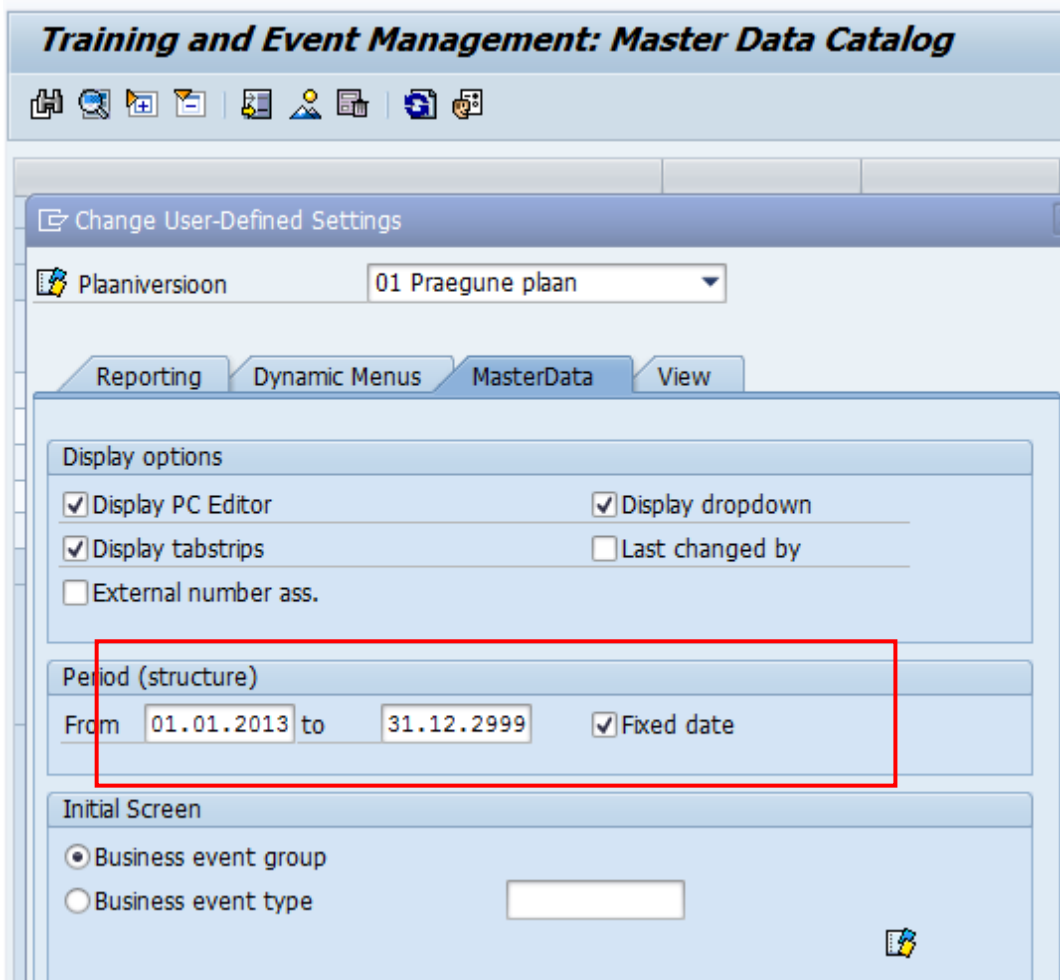 Training and Event Management: Master Data Catalog
Change User-Defined Settings
Plaaniversioon 01 Praegune plaan
Reporting Dynamic Menus MasterData View
Display options
Display PC Editor Display dropdown
Display tabstrips Last changed by
External number ass.
Period (structure)
From 01.01.2013 to 31.12.2999 Fixed date
Initial Screen
Business event group
Business event type